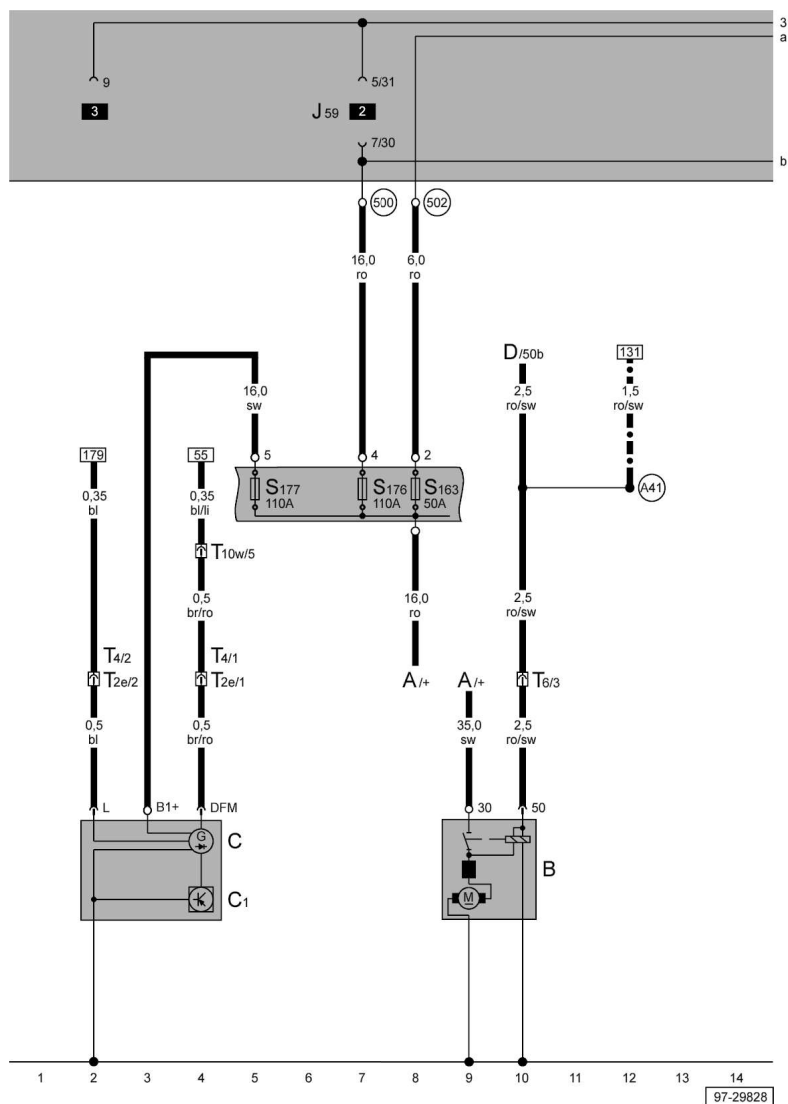 3
a
9
5/31
3
J 59
2
7/30
b
500
502
16,0
ro
6,0
ro
D/50b
131
2,5
ro/sw
1,5
ro/sw
16,0
sw
179
55
5
4
2
S177
110A
S176
110A
S163
50A
A41
0,35
bl
0,35
bl/li
T10w/5
0,5
br/ro
16,0
ro
2,5
ro/sw
T4/2
T2e/2
T4/1
T2e/1
A/+
A/+
T6/3
0,5
bl
0,5
br/ro
35,0
sw
2,5
ro/sw
L
B1+
DFM
30
50
G
C
C1
M
B
1 2 3 4 5 6 7 8 9 10 11 12 13 14
97-29828